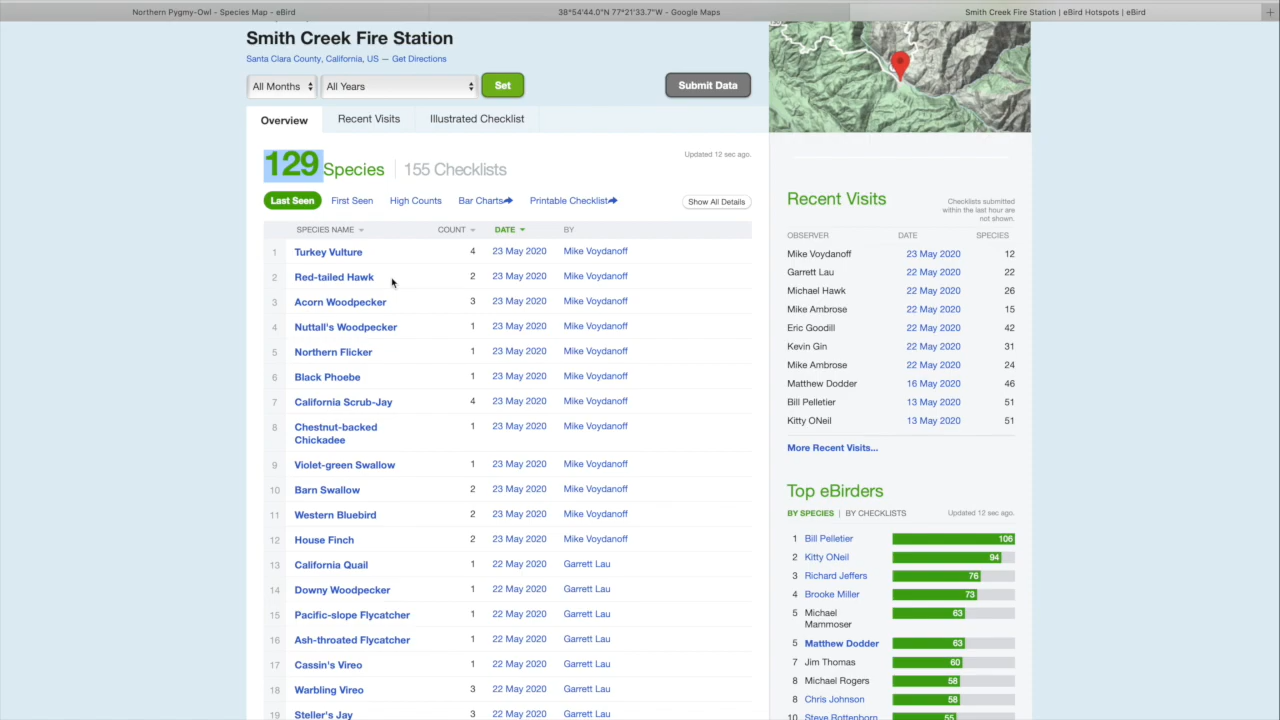 Northern Pygmy-Owl - Species Map - eBird
38°54'44.0"N 77°21'33.7"W - Google Maps
Smith Creek Fire Station | eBird Hotspots | eBird
Smith Creek Fire Station
Santa Clara County, California, US — Get Directions
All Months All Years Set Submit Data
Overview Recent Visits Illustrated Checklist
129 Species 155 Checklists Updated 12 sec ago.
Last Seen First Seen High Counts Bar Charts Printable Checklist Show All Details
SPECIES NAME COUNT DATE BY
1 Turkey Vulture 4 23 May 2020 Mike Voydanoff
2 Red-tailed Hawk 2 23 May 2020 Mike Voydanoff
3 Acorn Woodpecker 3 23 May 2020 Mike Voydanoff
4 Nuttall's Woodpecker 1 23 May 2020 Mike Voydanoff
5 Northern Flicker 1 23 May 2020 Mike Voydanoff
6 Black Phoebe 1 23 May 2020 Mike Voydanoff
7 California Scrub-Jay 4 23 May 2020 Mike Voydanoff
8 Chestnut-backed 1 23 May 2020 Mike Voydanoff
Chickadee
9 Violet-green Swallow 1 23 May 2020 Mike Voydanoff
10 Barn Swallow 2 23 May 2020 Mike Voydanoff
11 Western Bluebird 2 23 May 2020 Mike Voydanoff
12 House Finch 2 23 May 2020 Mike Voydanoff
13 California Quail 1 22 May 2020 Garrett Lau
14 Downy Woodpecker 1 22 May 2020 Garrett Lau
15 Pacific-slope Flycatcher 1 22 May 2020 Garrett Lau
16 Ash-throated Flycatcher 1 22 May 2020 Garrett Lau
17 Cassin's Vireo 1 22 May 2020 Garrett Lau
18 Warbling Vireo 3 22 May 2020 Garrett Lau
19 Steller's Jay 3 22 May 2020 Garrett Lau
Recent Visits
Checklists submitted
within the last hour are
not shown.
OBSERVER DATE SPECIES
Mike Voydanoff 23 May 2020 12
Garrett Lau 22 May 2020 22
Michael Hawk 22 May 2020 26
Mike Ambrose 22 May 2020 15
Eric Goodill 22 May 2020 42
Kevin Gin 22 May 2020 31
Mike Ambrose 22 May 2020 24
Matthew Dodder 16 May 2020 46
Bill Pelletier 13 May 2020 51
Kitty ONeil 13 May 2020 51
More Recent Visits...
Top eBirders
BY SPECIES | BY CHECKLISTS Updated 12 sec ago.
1 Bill Pelletier 106
2 Kitty ONeil 94
3 Richard Jeffers 76
4 Brooke Miller 73
5 Michael 63
Mammoser
5 Matthew Dodder 63
7 Jim Thomas 60
8 Michael Rogers 58
8 Chris Johnson 58
10 Steve Rottenborn 55